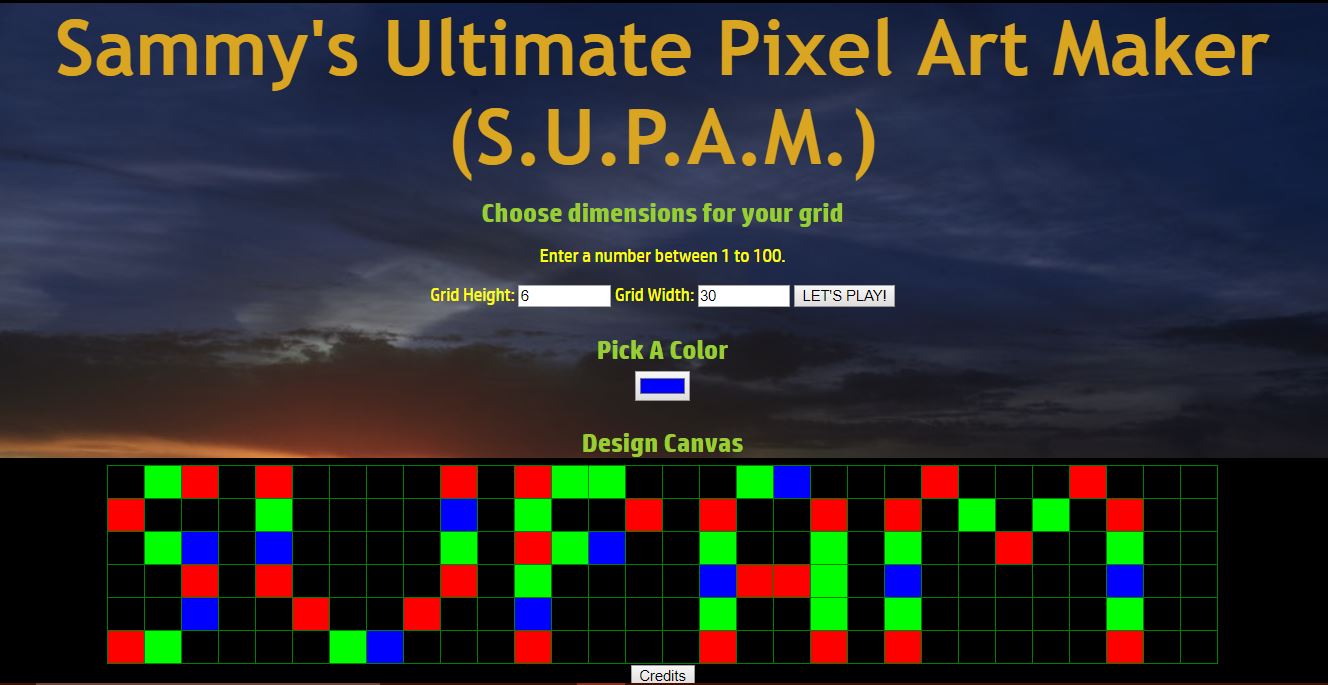 Sammy's Ultimate Pixel Art Maker
(S.U.P.A.M.)
Choose dimensions for your grid
Enter a number between 1 to 100.
Grid Height: 6 Grid Width: 30 LET'S PLAY!
Pick A Color
Design Canvas
SUPAM
Credits